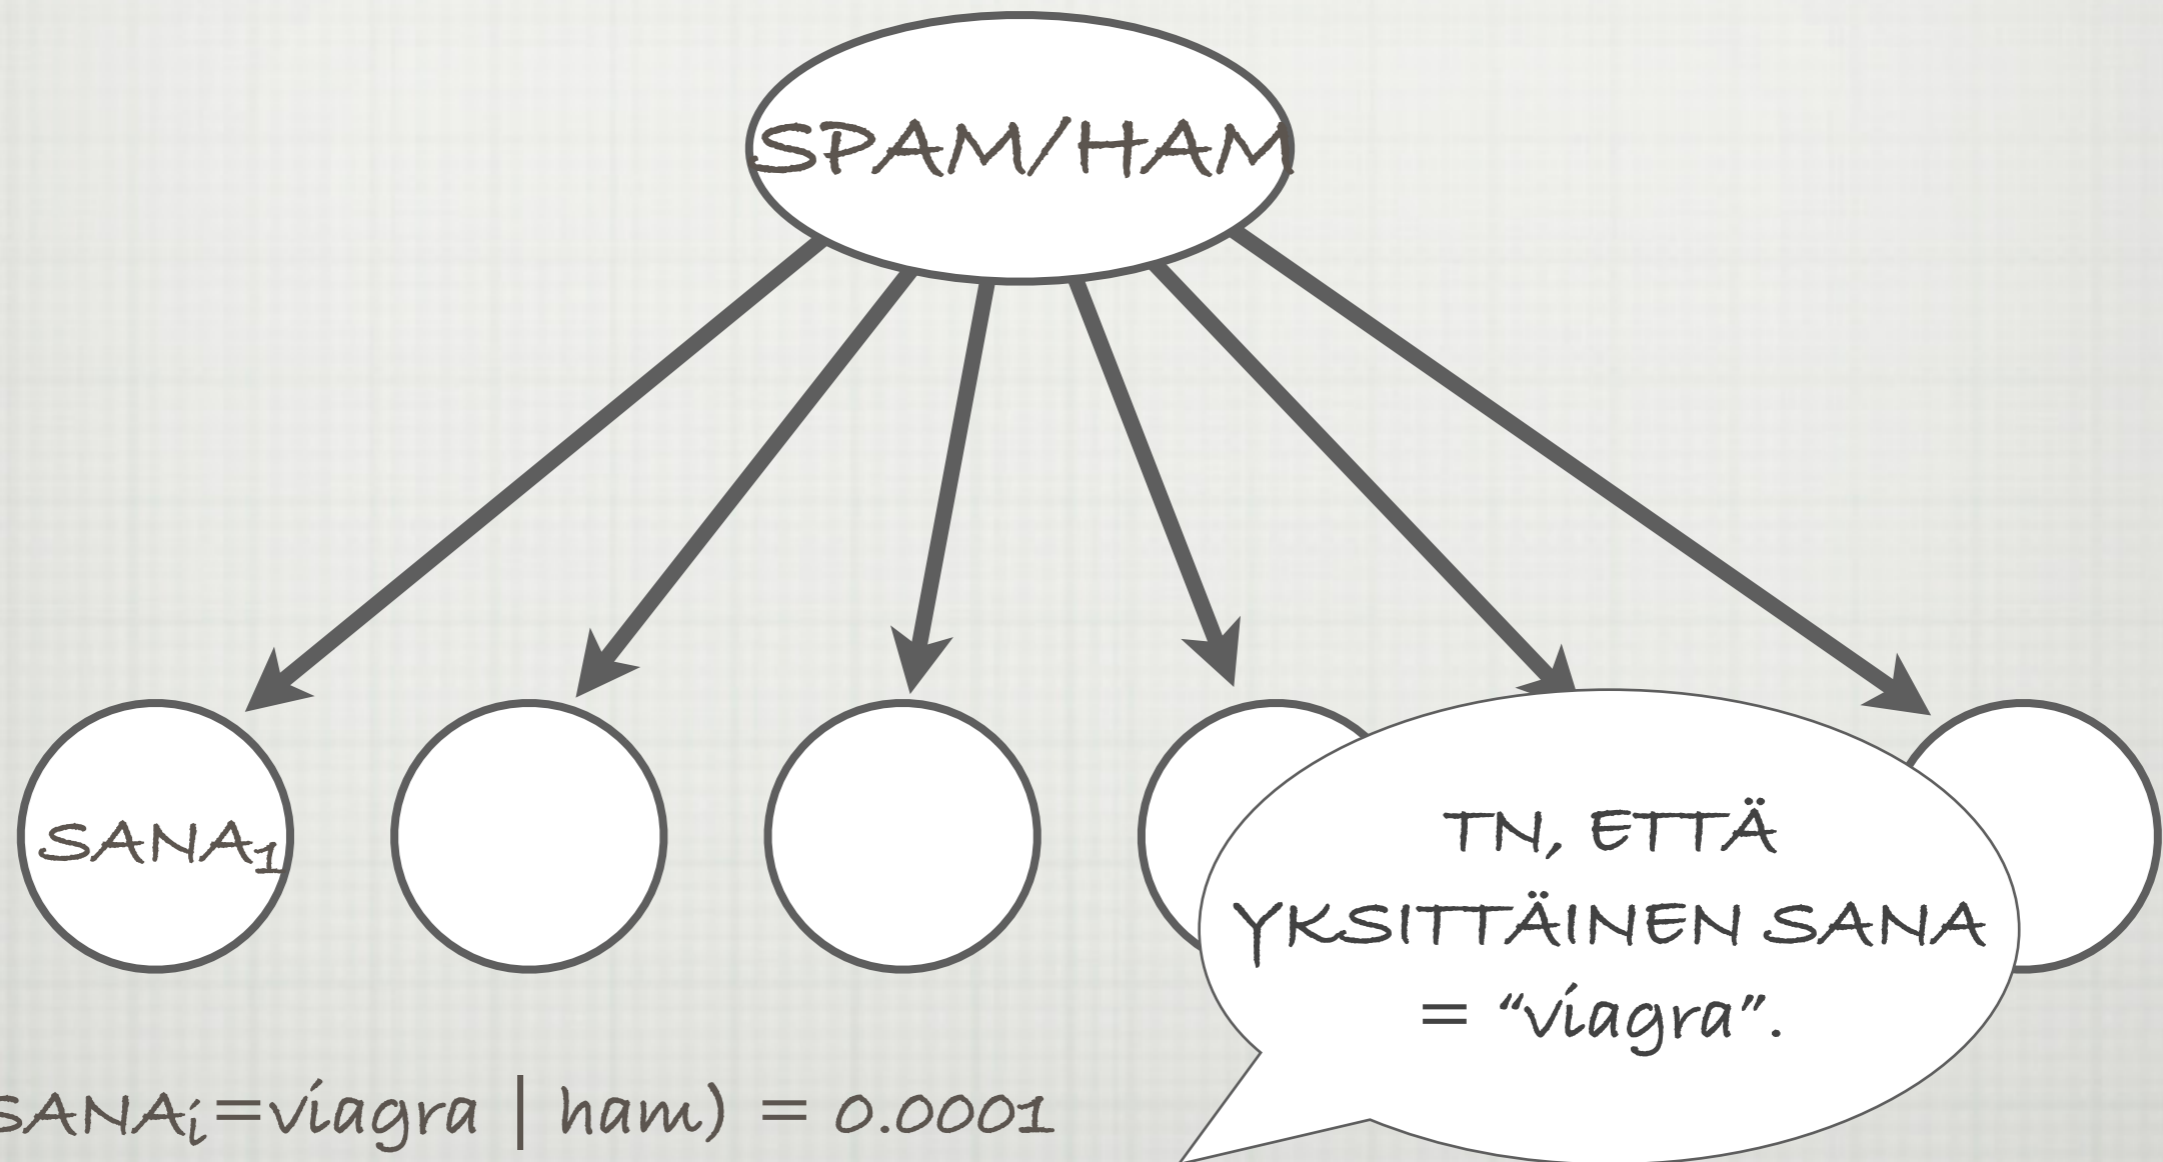 SPAM/HAM
SANA₁
TN, ETTÄ
YKSITTÄINEN SANA
= “viagra”.
SANAᵢ=viagra | ham) = 0.0001